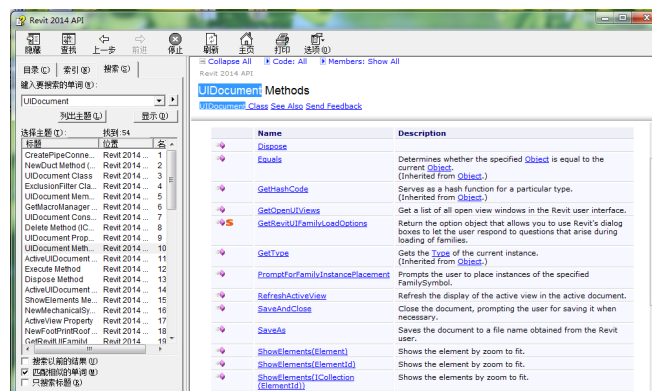 Revit 2014 API
隐藏 查找 上一步 前进 停止 刷新 主页 打印 选项(O)
目录(C) 索引(N) 搜索(S)
键入要搜索的单词(W):
UIDocument
列出主题(L) 显示(D)
选择主题(T): 找到:54
标题 位置 名
CreatePipeConne... Revit 2014 ... 1
NewDuct Method (... Revit 2014 ... 2
UIDocument Class Revit 2014 ... 3
ExclusionFilter Cla... Revit 2014 ... 4
UIDocument Mem... Revit 2014 ... 5
GetMacroManager ... Revit 2014 ... 6
UIDocument Cons... Revit 2014 ... 7
Delete Method (IC... Revit 2014 ... 8
UIDocument Prop... Revit 2014 ... 9
UIDocument Meth... Revit 2014 ... 10
ActiveUIDocument ... Revit 2014 ... 11
Execute Method Revit 2014 ... 12
Dispose Method Revit 2014 ... 13
ActiveUIDocument ... Revit 2014 ... 14
ShowElements Me... Revit 2014 ... 15
NewMechanicalSy... Revit 2014 ... 16
ActiveView Property Revit 2014 ... 17
NewFootPrintRoof ... Revit 2014 ... 18
GetRevitUIFamilyl... Revit 2014 ... 19
搜索以前的结果(U)
匹配相似的单词(M)
只搜索标题(R)
Collapse All Code: All Members: Show All
Revit 2014 API
UIDocument Methods
UIDocument Class See Also Send Feedback
Name Description
Dispose
Equals Determines whether the specified Object is equal to the
current Object.
(Inherited from Object.)
GetHashCode Serves as a hash function for a particular type.
(Inherited from Object.)
GetOpenUIViews Get a list of all open view windows in the Revit user interface.
GetRevitUIFamilyLoadOptions Return the option object that allows you to use Revit's dialog
boxes to let the user respond to questions that arise during
loading of families.
GetType Gets the Type of the current instance.
(Inherited from Object.)
PromptForFamilyInstancePlacement Prompts the user to place instances of the specified
FamilySymbol.
RefreshActiveView Refresh the display of the active view in the active document.
SaveAndClose Close the document, prompting the user for saving it when
necessary.
SaveAs Saves the document to a file name obtained from the Revit
user.
ShowElements(Element) Shows the element by zoom to fit.
ShowElements(ElementId) Shows the element by zoom to fit.
ShowElements(ICollection Shows the elements by zoom to fit.
(ElementId))